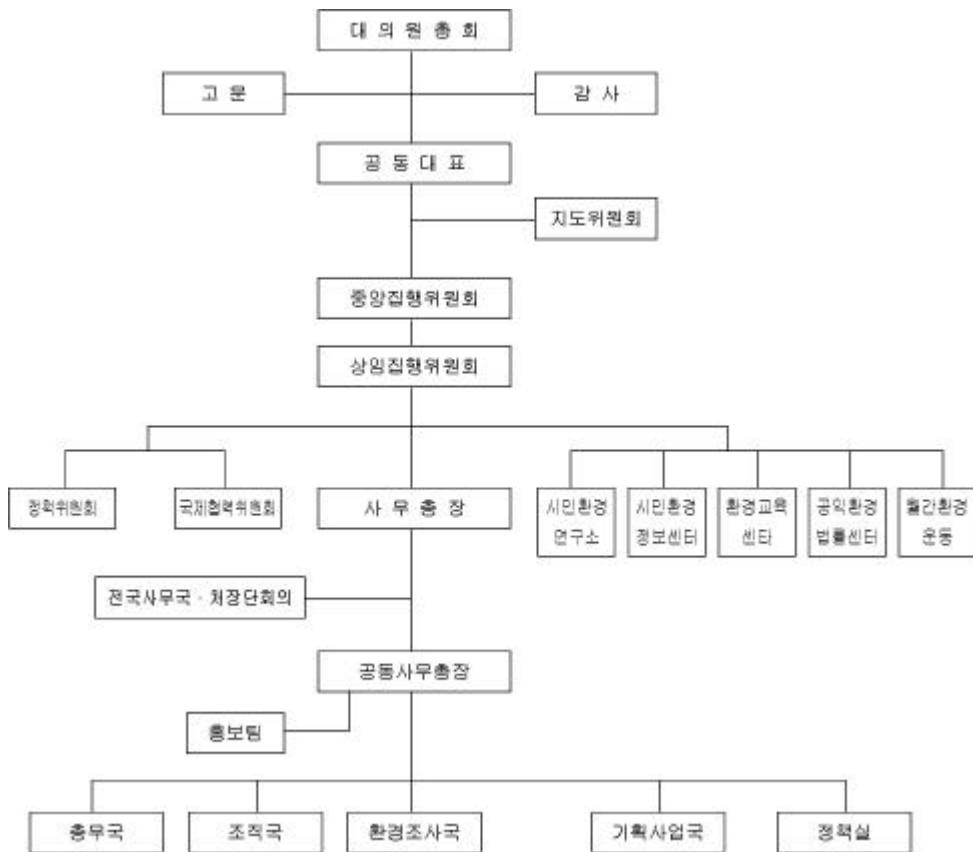 대 의 원 총 회
고 문
감 사
공 동 대 표
지도위원회
중앙집행위원회
상임집행위원회
정책위원회
국제협력위원회
사 무 총 장
시민환경
연구소
시민환경
정보센터
환경교육
센타
공익환경
법률센터
월간환경
운동
전국사무국 · 처장단회의
공동사무총장
홍보팀
총무국
조직국
환경조사국
기획사업국
정책실